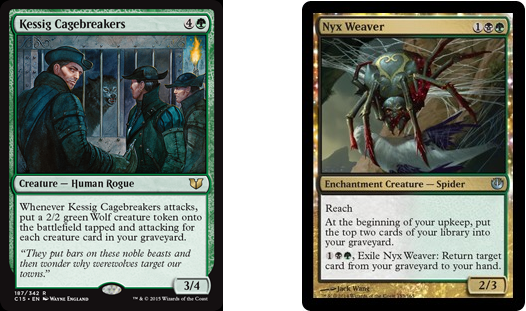 Kessig Cagebreakers 4
Creature — Human Rogue
Whenever Kessig Cagebreakers attacks,
put a 2/2 green Wolf creature token onto
the battlefield tapped and attacking for
each creature card in your graveyard.
"They put bars on these noble beasts and
then wonder why werewolves target our
towns."
3/4
187/342 R
C15 • EN WAYNE ENGLAND
™ & © 2015 Wizards of the Coast
Nyx Weaver 1
Enchantment Creature — Spider
Reach
At the beginning of your upkeep, put
the top two cards of your library into
your graveyard.
1, Exile Nyx Weaver: Return target
card from your graveyard to your hand.
Jack Wang
2/3